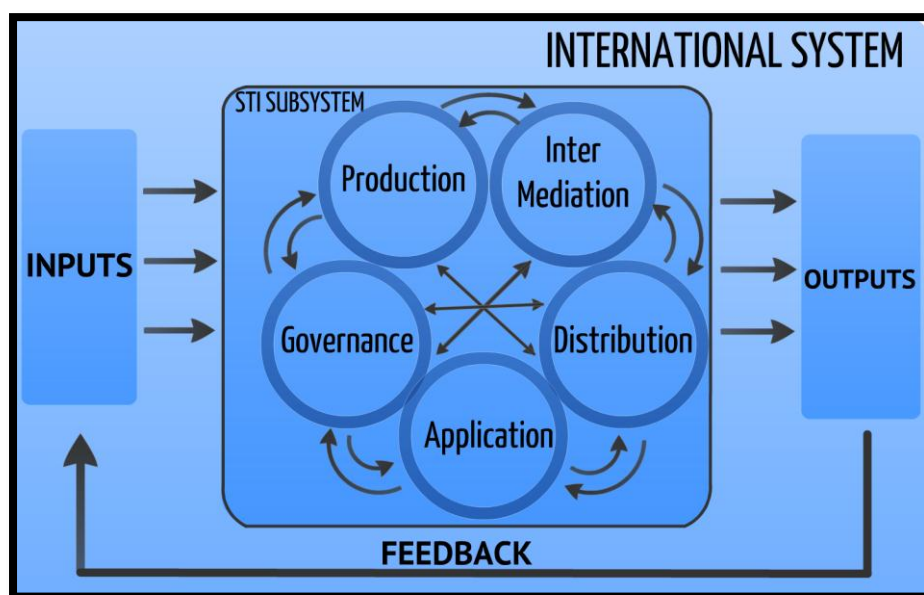 INTERNATIONAL SYSTEM
STI SUBSYSTEM
Production
Inter
Mediation
INPUTS
OUTPUTS
Governance
Distribution
Application
FEEDBACK